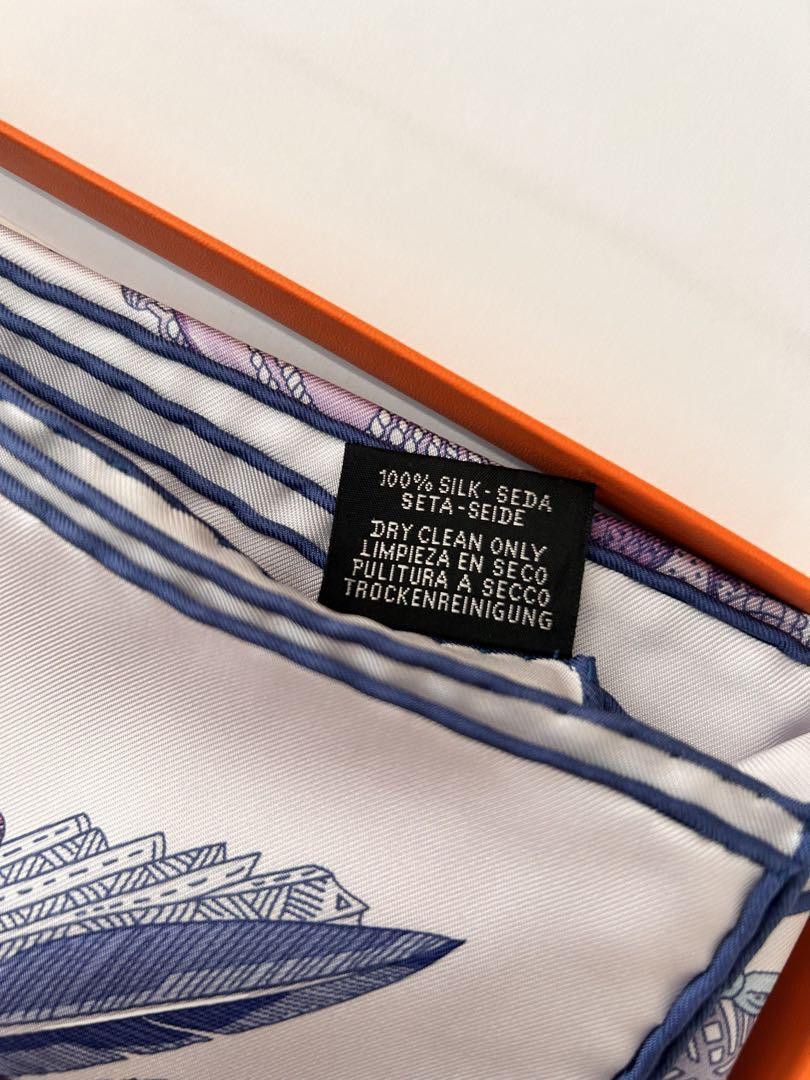 100% SILK-SEDA
SETA-SEIDE
DRY CLEAN ONLY
LIMPIEZA EN SECO
PULITURA A SECCO
TROCKENREINIGUNG